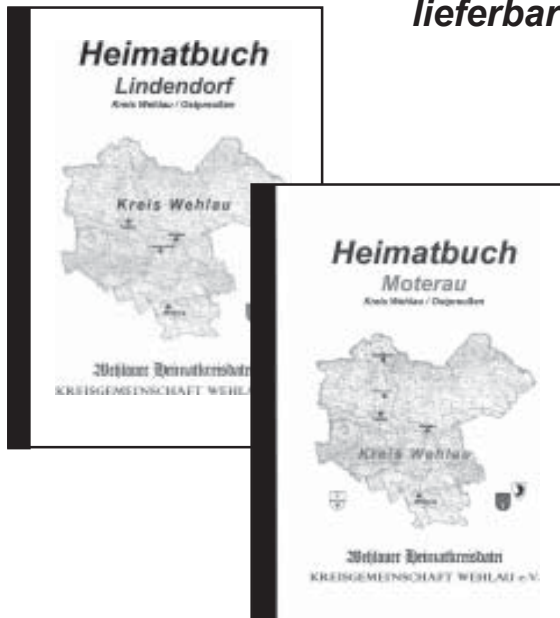 lieferbar
Heimatbuch
Lindendorf
Kreis Wehlau / Ostpreußen
Kreis Wehlau
Wehlauer Heimatkreisdatei
KREISGEMEINSCHAFT WEHL
Heimatbuch
Moterau
Kreis Wehlau / Ostpreußen
Kreis Wehlau
Wehlauer Heimatkreisdatei
KREISGEMEINSCHAFT WEHLAU e.V.